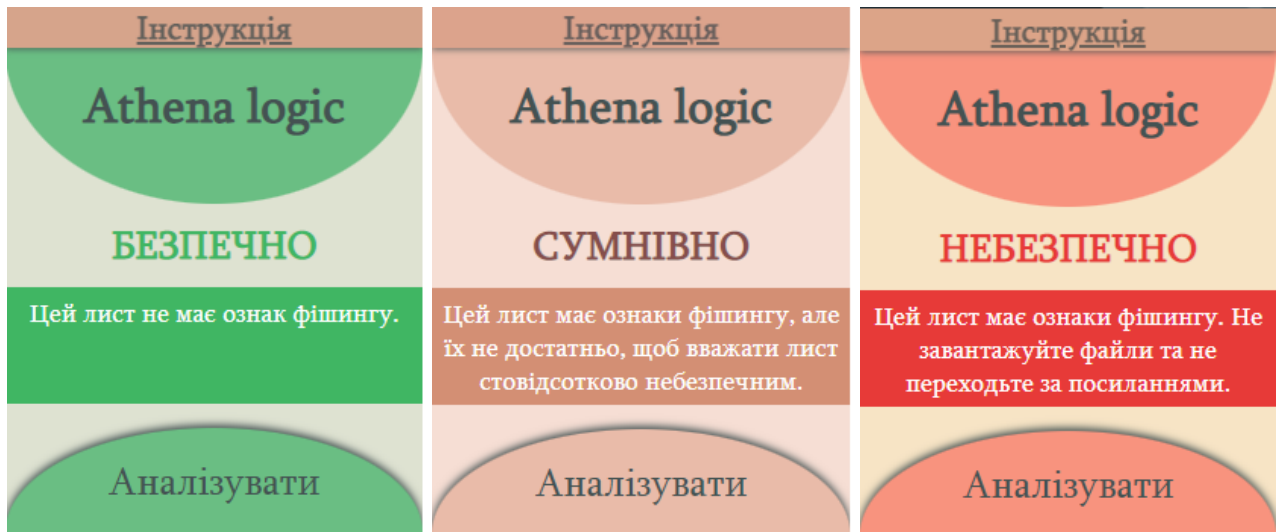 Інструкція
Athena logic
БЕЗПЕЧНО
Цей лист не має ознак фішингу.
Аналізувати
Інструкція
Athena logic
СУМНІВНО
Цей лист має ознаки фішингу, але
їх не достатньо, щоб вважати лист
стовідсотково небезпечним.
Аналізувати
Інструкція
Athena logic
НЕБЕЗПЕЧНО
Цей лист має ознаки фішингу. Не
завантажуйте файли та не
переходьте за посиланнями.
Аналізувати